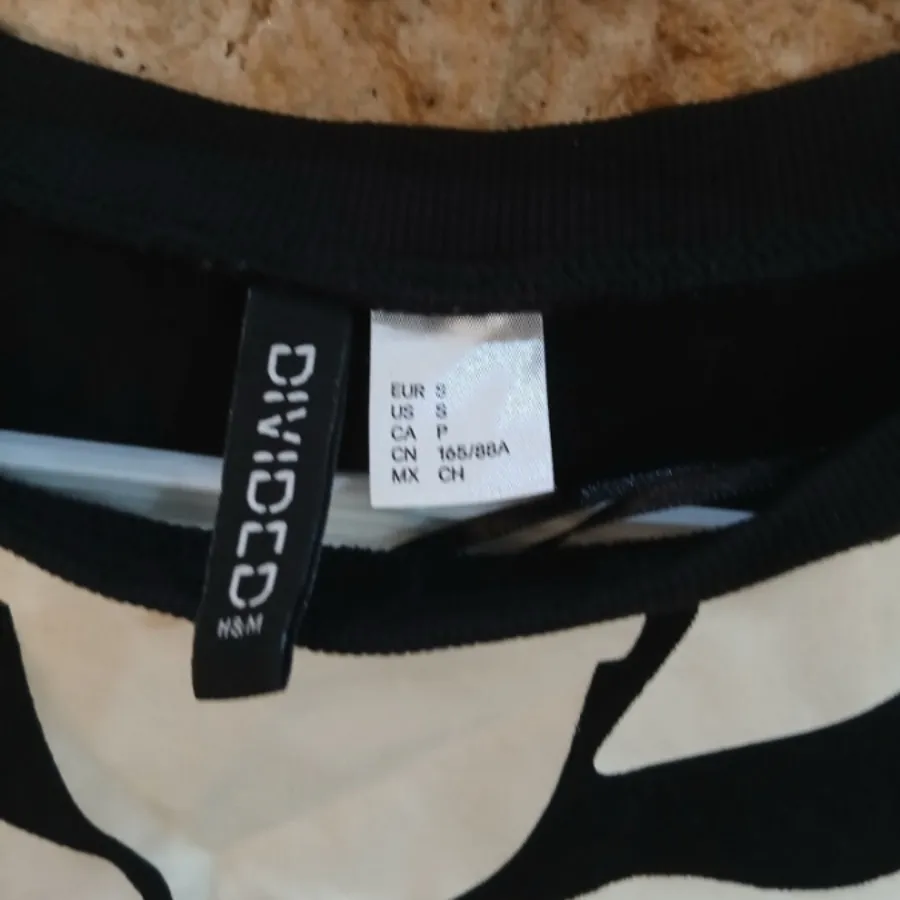 DIVIDED
H&M
EUR S
US S
CA P
CN 165/88A
MX CH